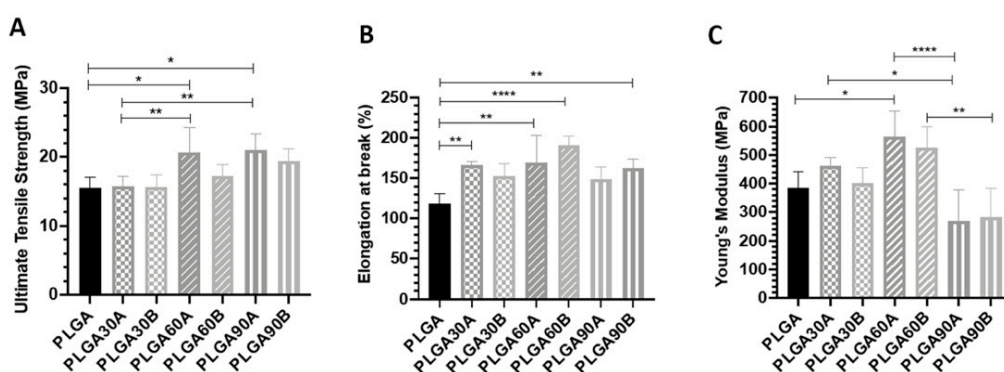 A
Ultimate Tensile Strength (MPa)
30
20
10
0
*
*
**
**
PLGA
PLGA30A
PLGA30B
PLGA60A
PLGA60B
PLGA90A
PLGA90B
B
Elongation at break (%)
250
200
150
100
50
0
**
****
**
**
PLGA
PLGA30A
PLGA30B
PLGA60A
PLGA60B
PLGA90A
PLGA90B
C
Young's Modulus (MPa)
700
600
500
400
300
200
100
0
****
*
*
**
PLGA
PLGA30A
PLGA30B
PLGA60A
PLGA60B
PLGA90A
PLGA90B